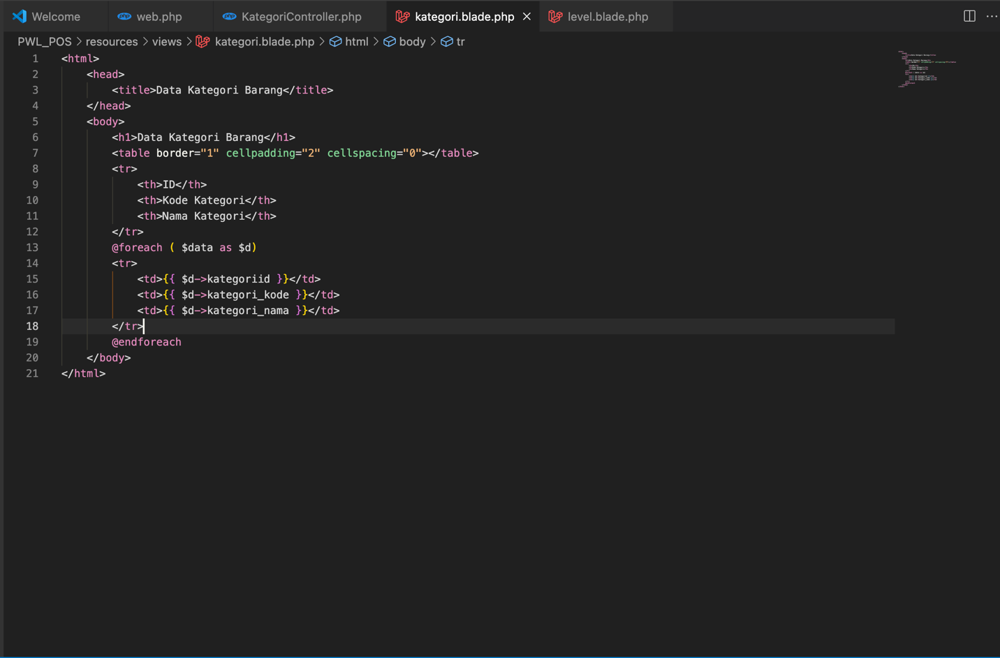 Welcome web.php KategoriController.php kategori.blade.php level.blade.php
PWL_POS > resources > views > kategori.blade.php > html > body > tr
1 <html>
2 <head>
3 <title>Data Kategori Barang</title>
4 </head>
5 <body>
6 <h1>Data Kategori Barang</h1>
7 <table border="1" cellpadding="2" cellspacing="0"></table>
8 <tr>
9 <th>ID</th>
10 <th>Kode Kategori</th>
11 <th>Nama Kategori</th>
12 </tr>
13 @foreach ( $data as $d)
14 <tr>
15 <td>{{ $d->kategoriid }}</td>
16 <td>{{ $d->kategori_kode }}</td>
17 <td>{{ $d->kategori_nama }}</td>
18 </tr>
19 @endforeach
20 </body>
21 </html>